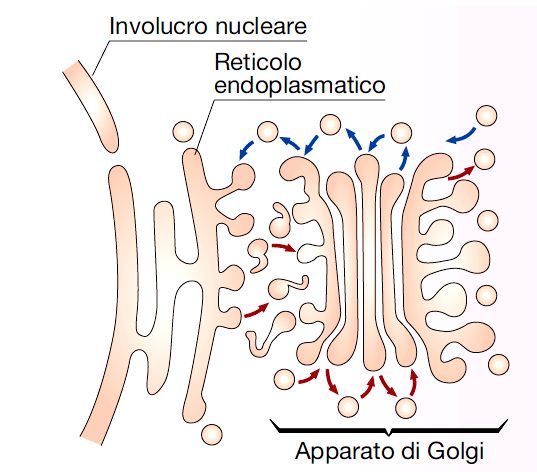 Involucro nucleare
Reticolo
endoplasmatico
Apparato di Golgi